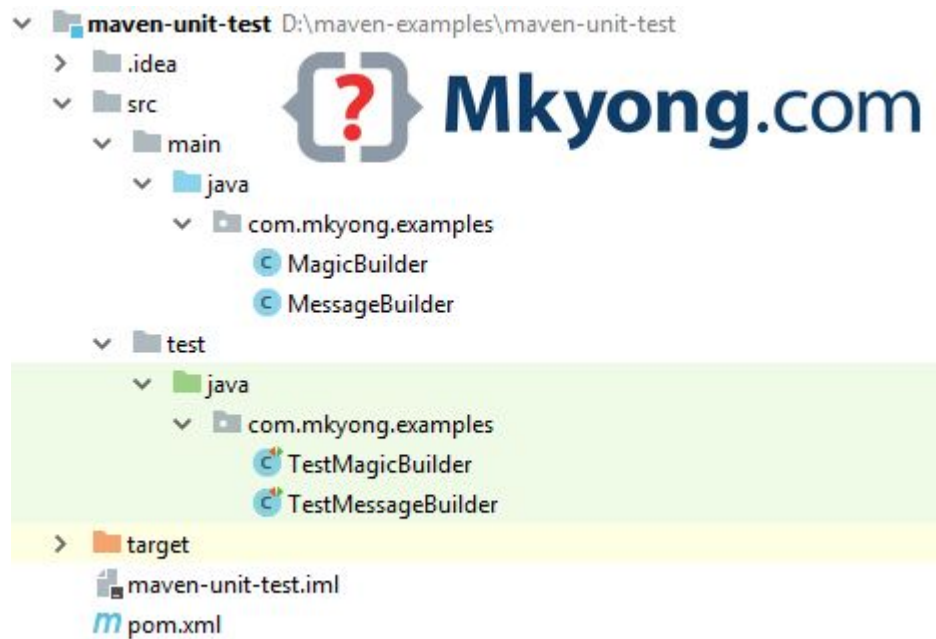 maven-unit-test D:\maven-examples\maven-unit-test
.idea
src
? Mkyong.com
main
java
com.mkyong.examples
C MagicBuilder
C MessageBuilder
test
java
com.mkyong.examples
C TestMagicBuilder
C TestMessageBuilder
target
maven-unit-test.iml
m pom.xml